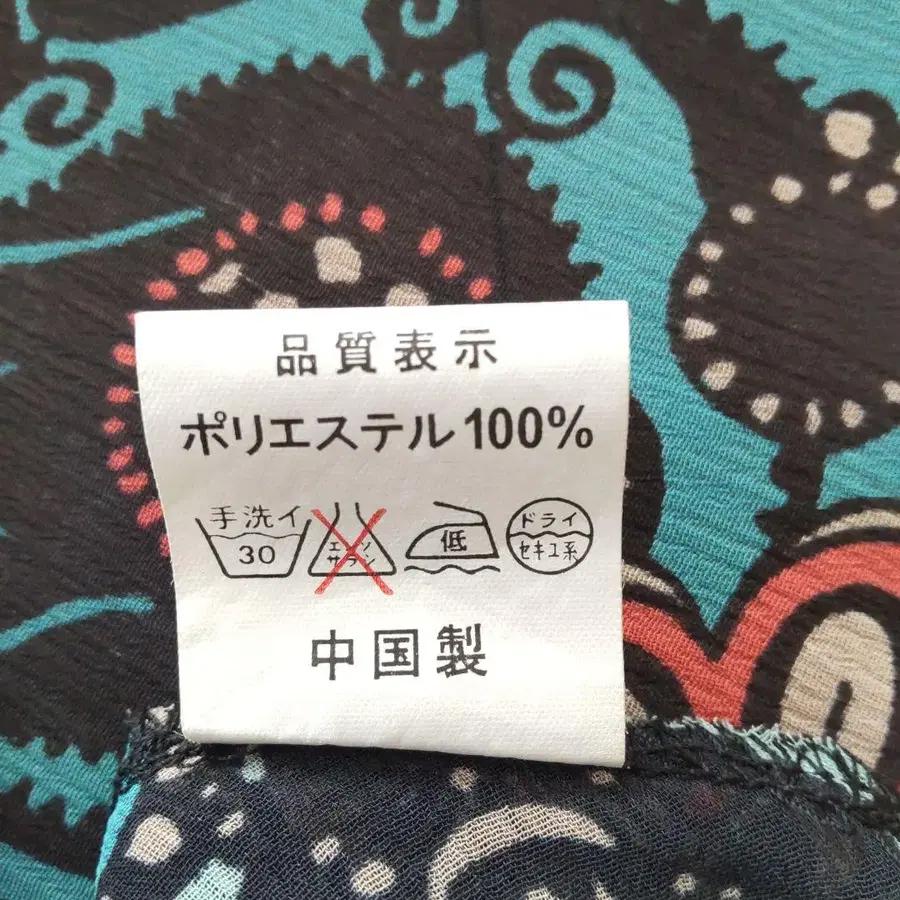 品質表示
ポリエステル100%
手洗イ
30
エンソ
サラシ
低
ドライ
セキユ系
中国製